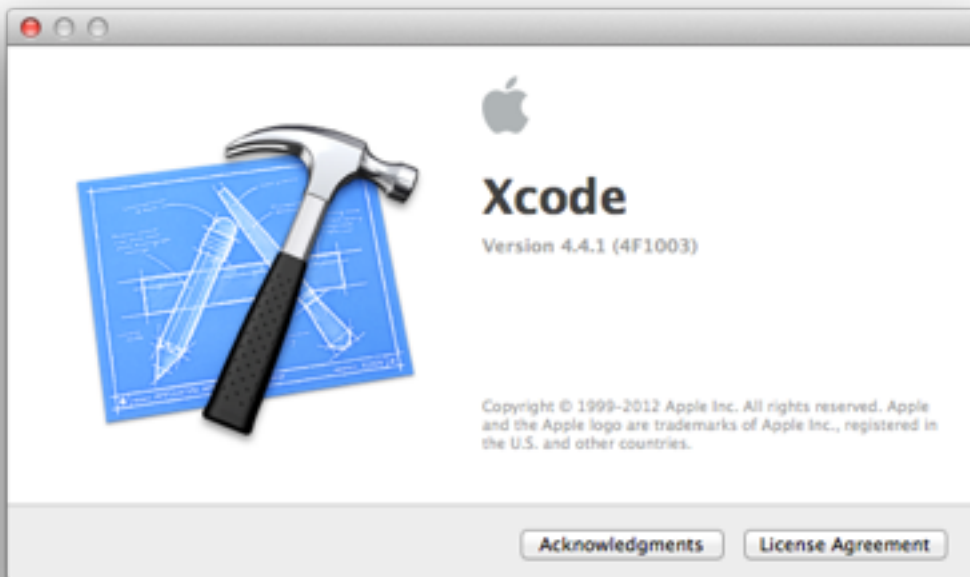 Xcode
Version 4.4.1 (4F1003)
Copyright © 1999-2012 Apple Inc. All rights reserved. Apple
and the Apple logo are trademarks of Apple Inc., registered in
the U.S. and other countries.
Acknowledgments
License Agreement